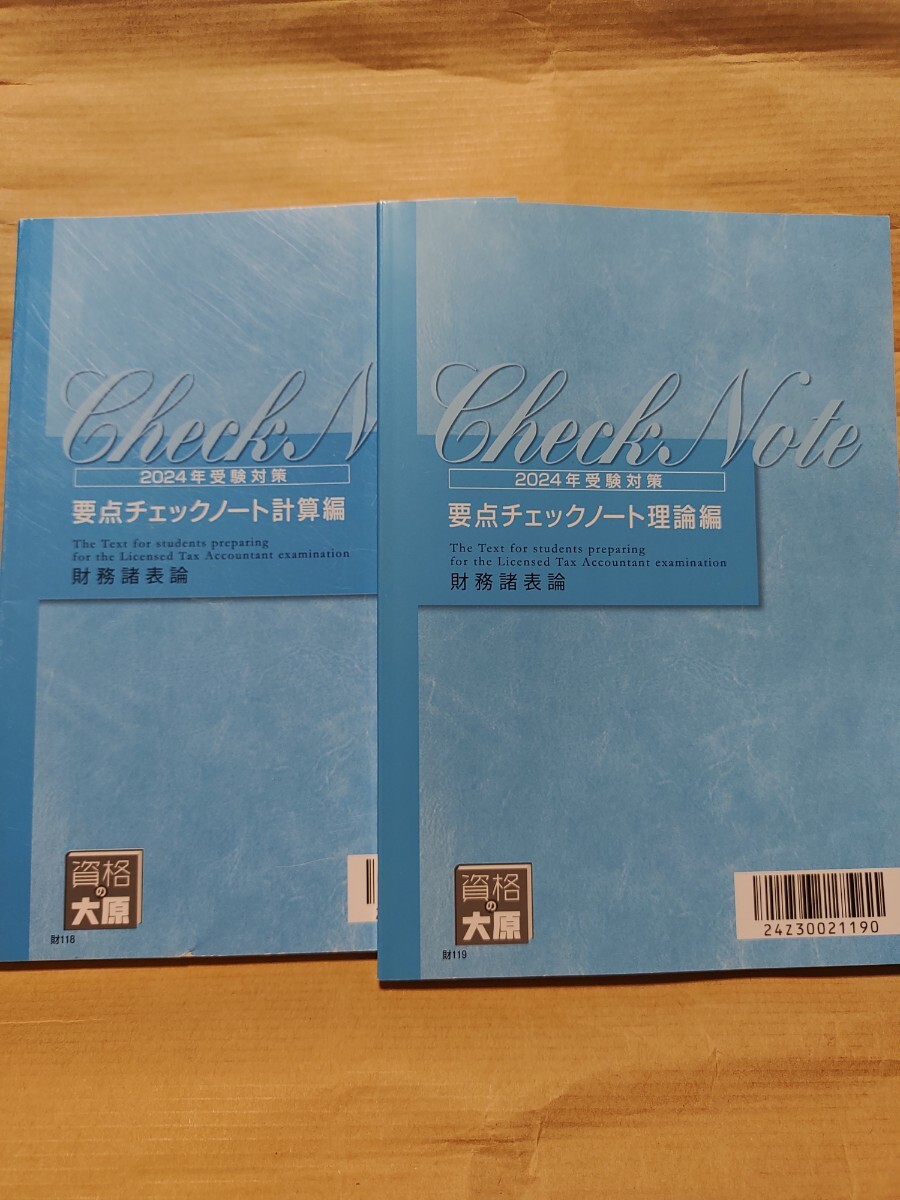 Check N
2024年受験対策
要点チェックノート計算編
The Text for students preparing
for the Licensed Tax Accountant examination
財務諸表論
資格
の
大原
財118
Check Note
2024年受験対策
要点チェックノート理論編
The Text for students preparing
for the Licensed Tax Accountant examination
財務諸表論
資格
の
大原
財119
24Z30021190